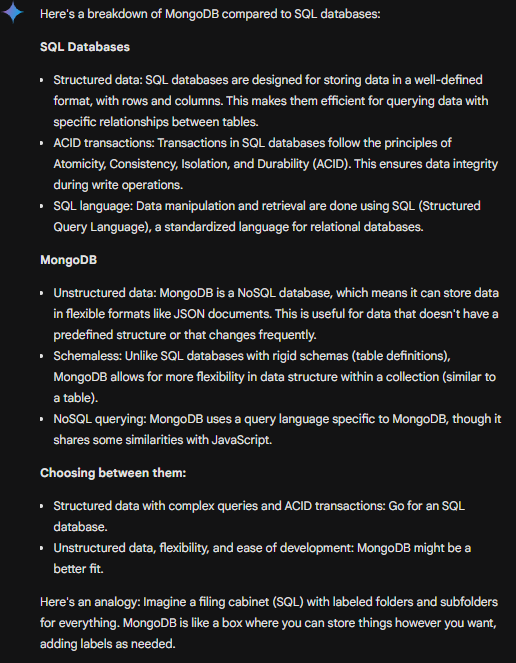 Here's a breakdown of MongoDB compared to SQL databases:
SQL Databases
• Structured data: SQL databases are designed for storing data in a well-defined
format, with rows and columns. This makes them efficient for querying data with
specific relationships between tables.
• ACID transactions: Transactions in SQL databases follow the principles of
Atomicity, Consistency, Isolation, and Durability (ACID). This ensures data integrity
during write operations.
• SQL language: Data manipulation and retrieval are done using SQL (Structured
Query Language), a standardized language for relational databases.
MongoDB
• Unstructured data: MongoDB is a NoSQL database, which means it can store data
in flexible formats like JSON documents. This is useful for data that doesn't have a
predefined structure or that changes frequently.
• Schemaless: Unlike SQL databases with rigid schemas (table definitions),
MongoDB allows for more flexibility in data structure within a collection (similar to
a table).
• NoSQL querying: MongoDB uses a query language specific to MongoDB, though it
shares some similarities with JavaScript.
Choosing between them:
• Structured data with complex queries and ACID transactions: Go for an SQL
database.
• Unstructured data, flexibility, and ease of development: MongoDB might be a
better fit.
Here's an analogy: Imagine a filing cabinet (SQL) with labeled folders and subfolders
for everything. MongoDB is like a box where you can store things however you want,
adding labels as needed.